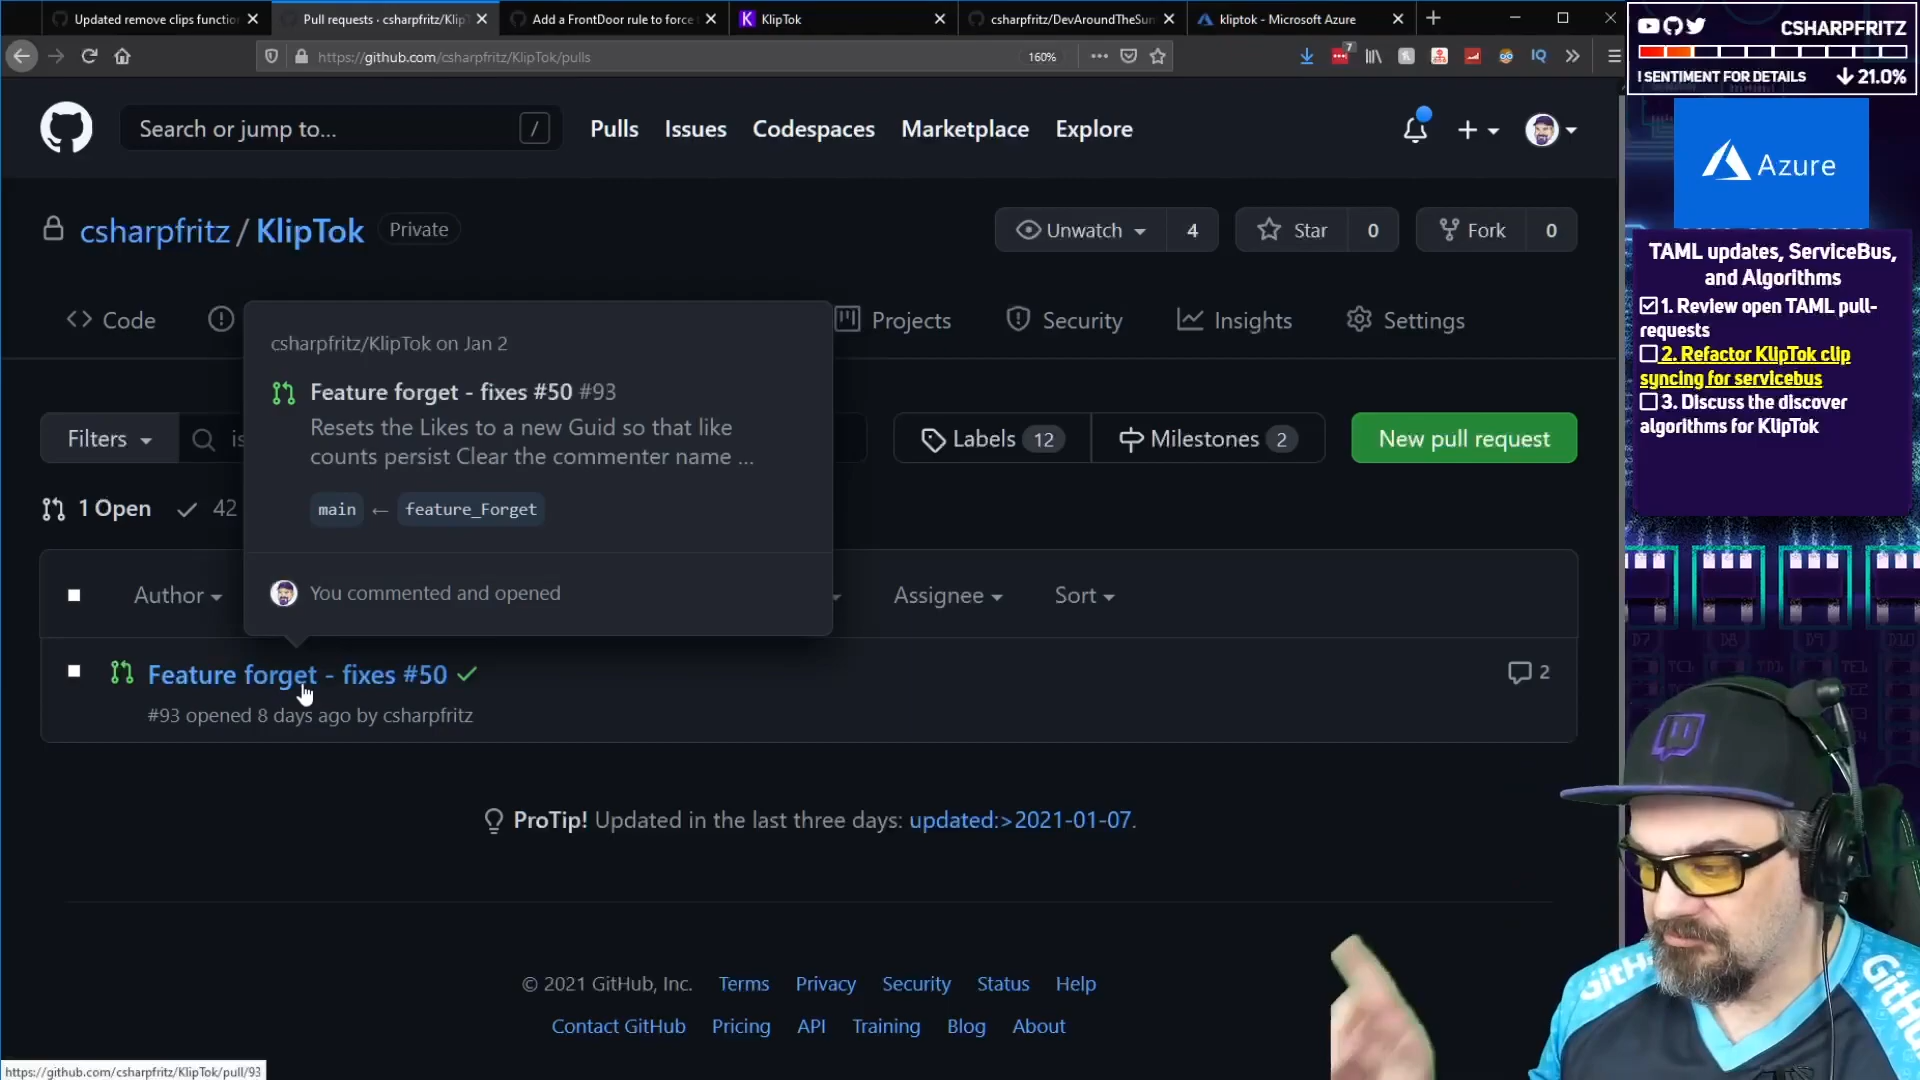 Updated remove clips functio
Pull requests · csharpfritz/Klip
Add a FrontDoor rule to force
KlipTok
csharpfritz/DevAroundTheSun
kliptok - Microsoft Azure
https://github.com/csharpfritz/KlipTok/pulls
160%
7
IQ
CSHARPFRITZ
! SENTIMENT FOR DETAILS
21.0%
Search or jump to...
/
Pulls
Issues
Codespaces
Marketplace
Explore
Azure
csharpfritz / KlipTok
Private
Unwatch
4
Star
0
Fork
0
TAML updates, ServiceBus,
and Algorithms
1. Review open TAML pull-
requests
2. Refactor KlipTok clip
syncing for servicebus
3. Discuss the discover
algorithms for KlipTok
Code
Projects
Security
Insights
Settings
csharpfritz/KlipTok on Jan 2
Feature forget - fixes #50 #93
Resets the Likes to a new Guid so that like
counts persist Clear the commenter name ...
main ← feature_Forget
You commented and opened
Filters
is
Labels 12
Milestones 2
New pull request
1 Open
42
Author
Assignee
Sort
Feature forget - fixes #50
#93 opened 8 days ago by csharpfritz
2
ProTip! Updated in the last three days: updated:>2021-01-07.
© 2021 GitHub, Inc.
Terms
Privacy
Security
Status
Help
Contact GitHub
Pricing
API
Training
Blog
About
https://github.com/csharpfritz/KlipTok/pull/93
D7
D8
D9
D10
GitH
GitHu